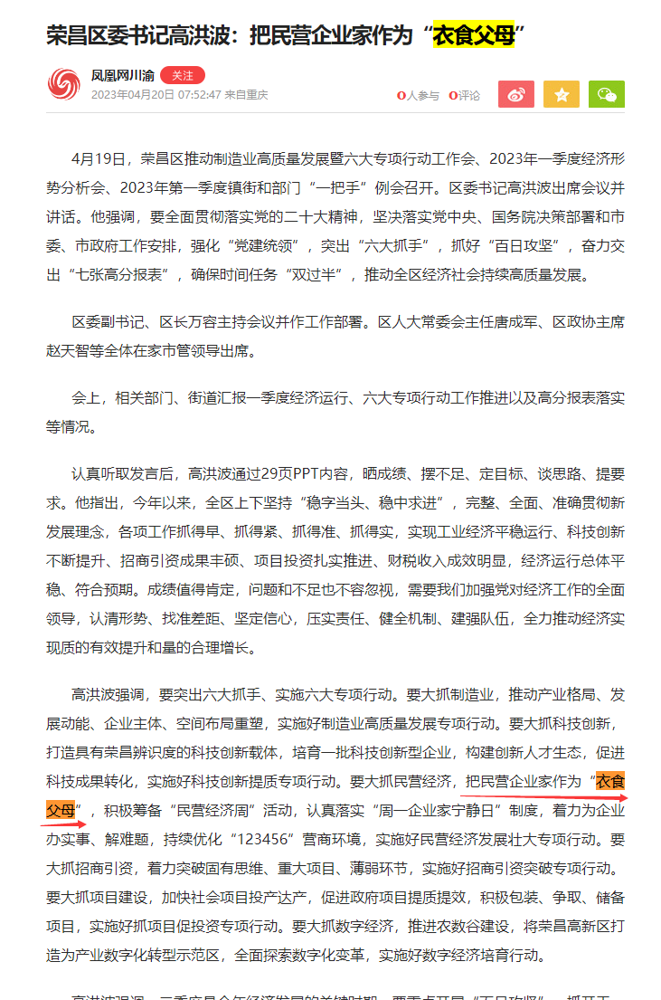 荣昌区委书记高洪波：把民营企业家作为“衣食父母”
凤凰网川渝 关注
2023年04月20日 07:52:47 来自重庆
0人参与 0评论
4月19日，荣昌区推动制造业高质量发展暨六大专项行动工作会、2023年一季度经济形
势分析会、2023年第一季度镇街和部门“一把手”例会召开。区委书记高洪波出席会议并
讲话。他强调，要全面贯彻落实党的二十大精神，坚决落实党中央、国务院决策部署和市
委、市政府工作安排，强化“党建统领”，突出“六大抓手”，抓好“百日攻坚”，奋力交
出“七张高分报表”，确保时间任务“双过半”，推动全区经济社会持续高质量发展。
区委副书记、区长万容主持会议并作工作部署。区人大常委会主任唐成军、区政协主席
赵天智等全体在家市管领导出席。
会上，相关部门、街道汇报一季度经济运行、六大专项行动工作推进以及高分报表落实
等情况。
认真听取发言后，高洪波通过29页PPT内容，晒成绩、摆不足、定目标、谈思路、提要
求。他指出，今年以来，全区上下坚持“稳字当头、稳中求进”，完整、全面、准确贯彻新
发展理念，各项工作抓得早、抓得紧、抓得准、抓得实，实现工业经济平稳运行、科技创新
不断提升、招商引资成果丰硕、项目投资扎实推进、财税收入成效明显，经济运行总体平
稳、符合预期。成绩值得肯定，问题和不足也不容忽视，需要我们加强党对经济工作的全面
领导，认清形势、找准差距、坚定信心，压实责任、健全机制、建强队伍，全力推动经济实
现质的有效提升和量的合理增长。
高洪波强调，要突出六大抓手、实施六大专项行动。要大抓制造业，推动产业格局、发
展动能、企业主体、空间布局重塑，实施好制造业高质量发展专项行动。要大抓科技创新，
打造具有荣昌辨识度的科技创新载体，培育一批科技创新型企业，构建创新人才生态，促进
科技成果转化，实施好科技创新提质专项行动。要大抓民营经济，把民营企业家作为“衣食
父母”，积极筹备“民营经济周”活动，认真落实“周一企业家宁静日”制度，着力为企业
办实事、解难题，持续优化“123456”营商环境，实施好民营经济发展壮大专项行动。要
大抓招商引资，着力突破固有思维、重大项目、薄弱环节，实施好招商引资突破专项行动。
要大抓项目建设，加快社会项目投产达产，促进政府项目提质提效，积极包装、争取、储备
项目，实施好抓项目促投资专项行动。要大抓数字经济，推进农数谷建设，将荣昌高新区打
造为产业数字化转型示范区，全面探索数字化变革，实施好数字经济培育行动。